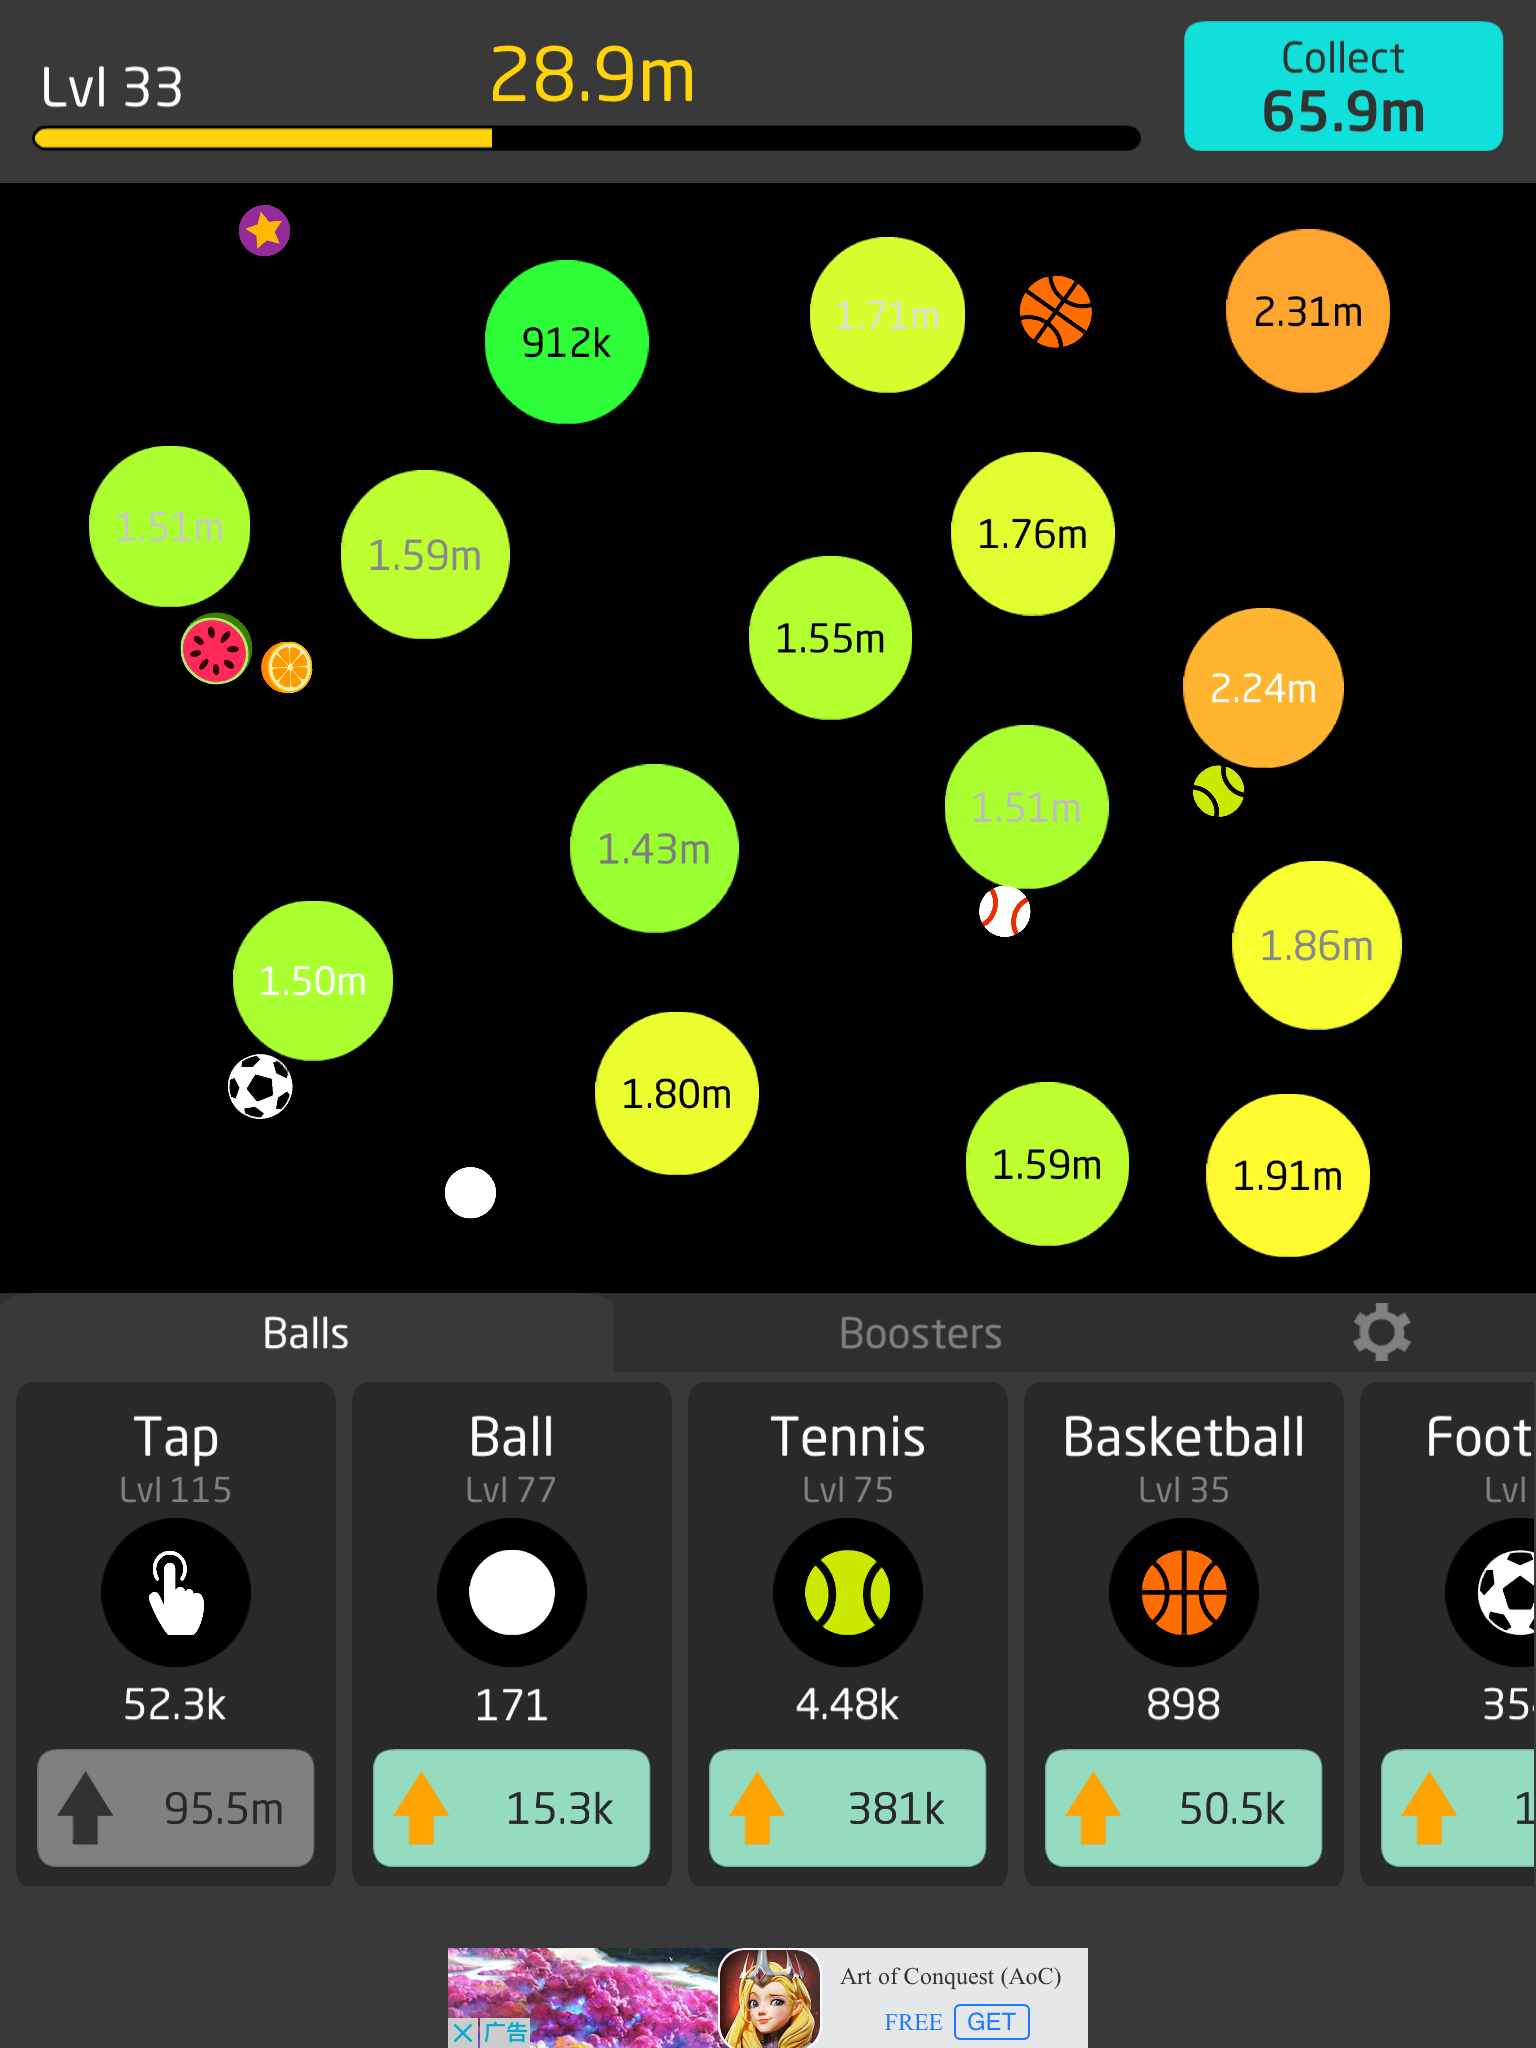 Lvl 33
28.9m
Collect
65.9m
912k
1.71m
2.31m
1.51m
1.59m
1.76m
1.55m
2.24m
1.43m
1.51m
1.86m
1.50m
1.80m
1.59m
1.91m
Balls
Boosters
Tap
Ball
Tennis
Basketball
Foot
Lvl 115
Lvl 77
Lvl 75
Lvl 35
Lvl
52.3k
171
4.48k
898
35
95.5m
15.3k
381k
50.5k
1
Art of Conquest (AoC)
FREE
GET
广告